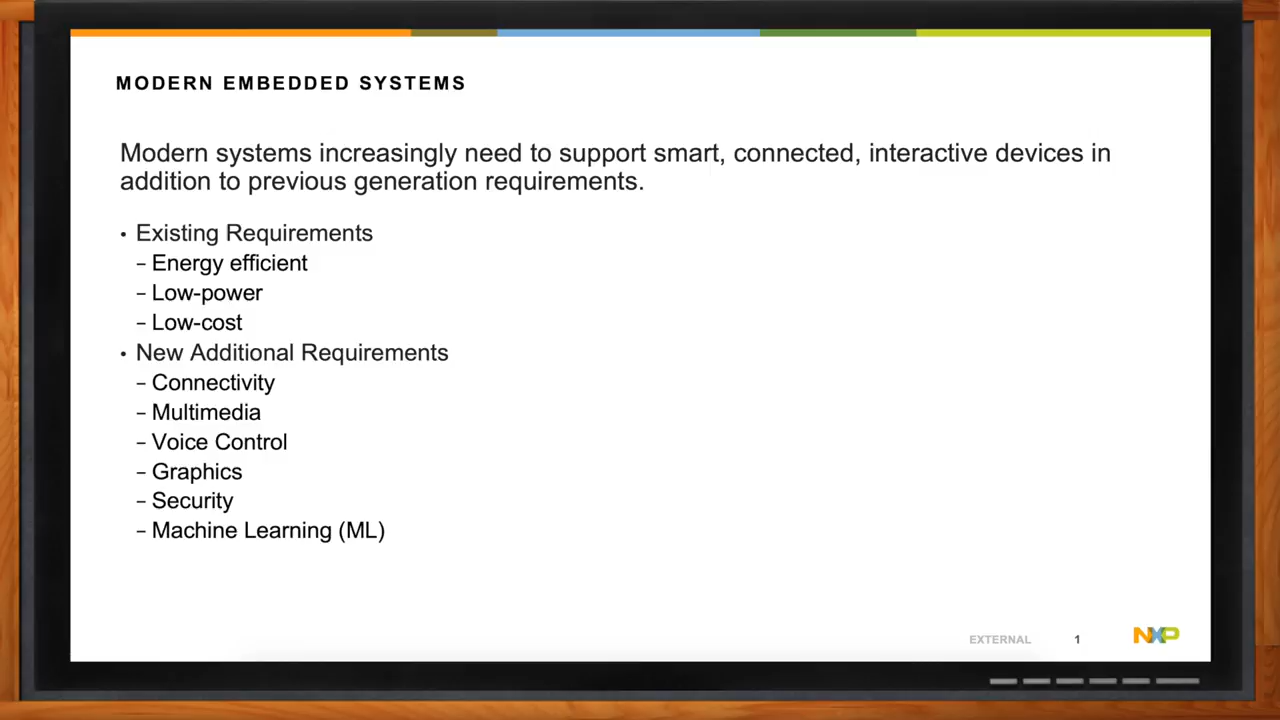 MODERN EMBEDDED SYSTEMS
Modern systems increasingly need to support smart, connected, interactive devices in
addition to previous generation requirements.
• Existing Requirements
– Energy efficient
– Low-power
– Low-cost
• New Additional Requirements
– Connectivity
– Multimedia
– Voice Control
– Graphics
– Security
– Machine Learning (ML)
EXTERNAL 1 NXP